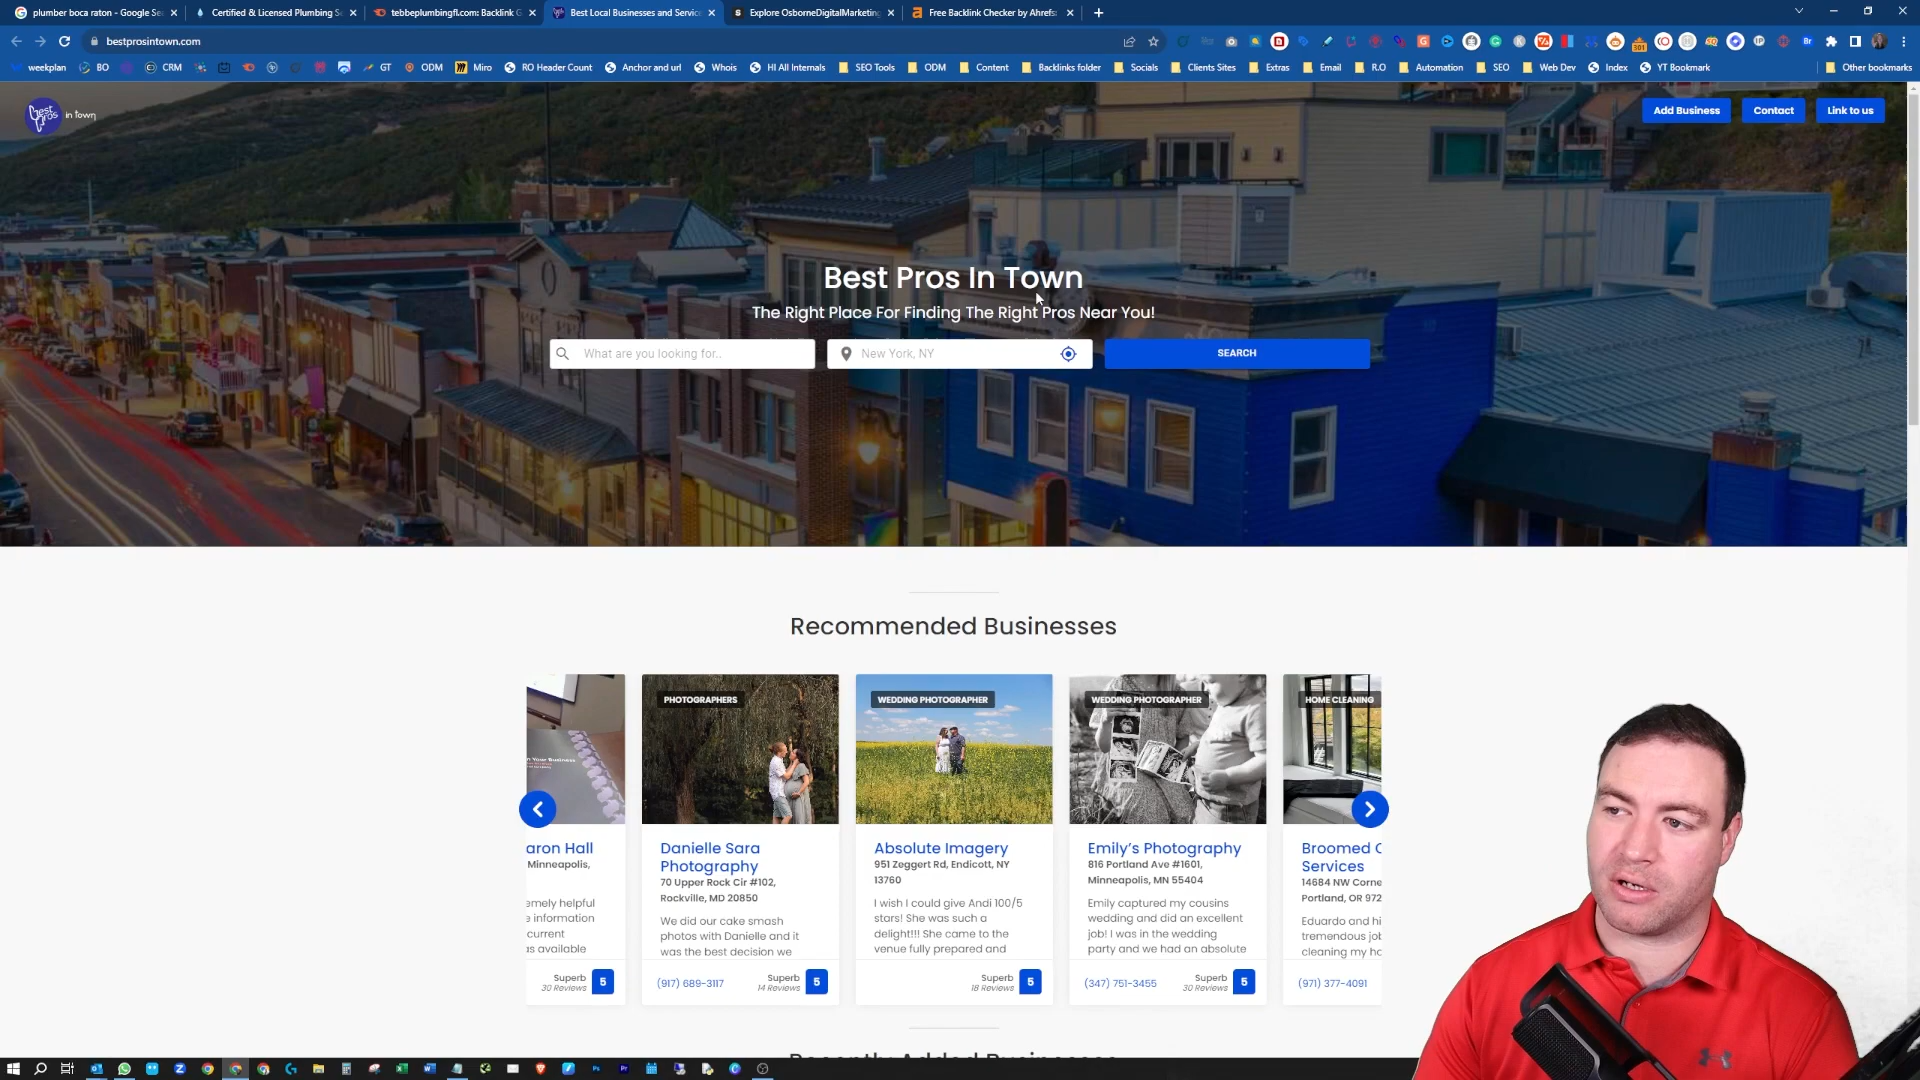 plumber boca raton - Google Se
Certified & Licensed Plumbing Se
tebbeplumbingfl.com: Backlink G
Best Local Businesses and Servic
Explore OsborneDigitalMarketing
Free Backlink Checker by Ahrefs:
bestprosintown.com
weekplan
BO
CRM
GT
ODM
Miro
RO Header Count
Anchor and url
Whois
HI All Internals
SEO Tools
ODM
Content
Backlinks folder
Socials
Clients Sites
Extras
Email
R.O
Automation
SEO
Web Dev
Index
YT Bookmark
Other bookmarks
Best Pros in town
Add Business
Contact
Link to us
Best Pros In Town
The Right Place For Finding The Right Pros Near You!
What are you looking for..
New York, NY
SEARCH
Recommended Businesses
aron Hall
Minneapolis,
emely helpful
e information
current
as available
Superb
30 Reviews
5
PHOTOGRAPHERS
Danielle Sara
Photography
70 Upper Rock Cir #102,
Rockville, MD 20850
We did our cake smash
photos with Danielle and it
was the best decision we
(917) 689-3117
Superb
14 Reviews
5
WEDDING PHOTOGRAPHER
Absolute Imagery
951 Zeggert Rd, Endicott, NY
13760
I wish I could give Andi 100/5
stars! She was such a
delight!!! She came to the
venue fully prepared and
Superb
18 Reviews
5
WEDDING PHOTOGRAPHER
Emily's Photography
816 Portland Ave #1601,
Minneapolis, MN 55404
Emily captured my cousins
wedding and did an excellent
job! I was in the wedding
party and we had an absolute
(347) 751-3455
Superb
30 Reviews
5
HOME CLEANING
Broomed C
Services
14684 NW Corne
Portland, OR 972
Eduardo and hi
tremendous job
cleaning my ho
(971) 377-4091
Recently Added Businesses